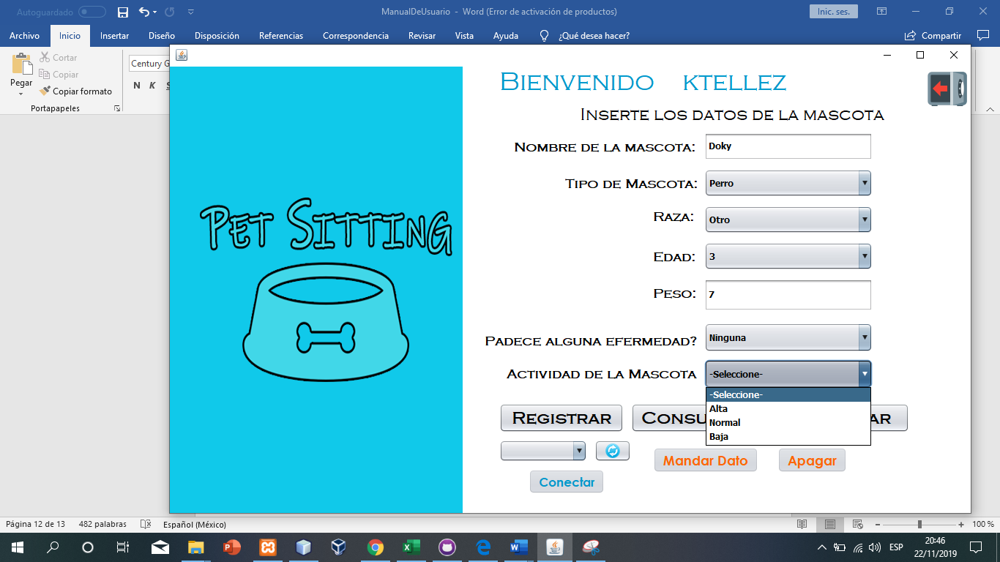 Autoguardado
ManualDeUsuario - Word (Error de activación de productos)
Inic. ses.
Archivo Inicio Insertar Diseño Disposición Referencias Correspondencia Revisar Vista Ayuda ¿Qué desea hacer? Compartir
Pegar
Cortar
Copiar
Copiar formato
Portapapeles
Century G
N K S
Pet Sitting
Bienvenido ktellez
Inserte los datos de la mascota
Nombre de la mascota: Doky
Tipo de Mascota: Perro
Raza: Otro
Edad: 3
Peso: 7
Padece alguna efermedad? Ninguna
Actividad de la Mascota -Seleccione-
-Seleccione-
Alta
Normal
Baja
Registrar
Mandar Dato Apagar
Conectar
Página 12 de 13 482 palabras Español (México) 100 %
ESP
20:46
22/11/2019